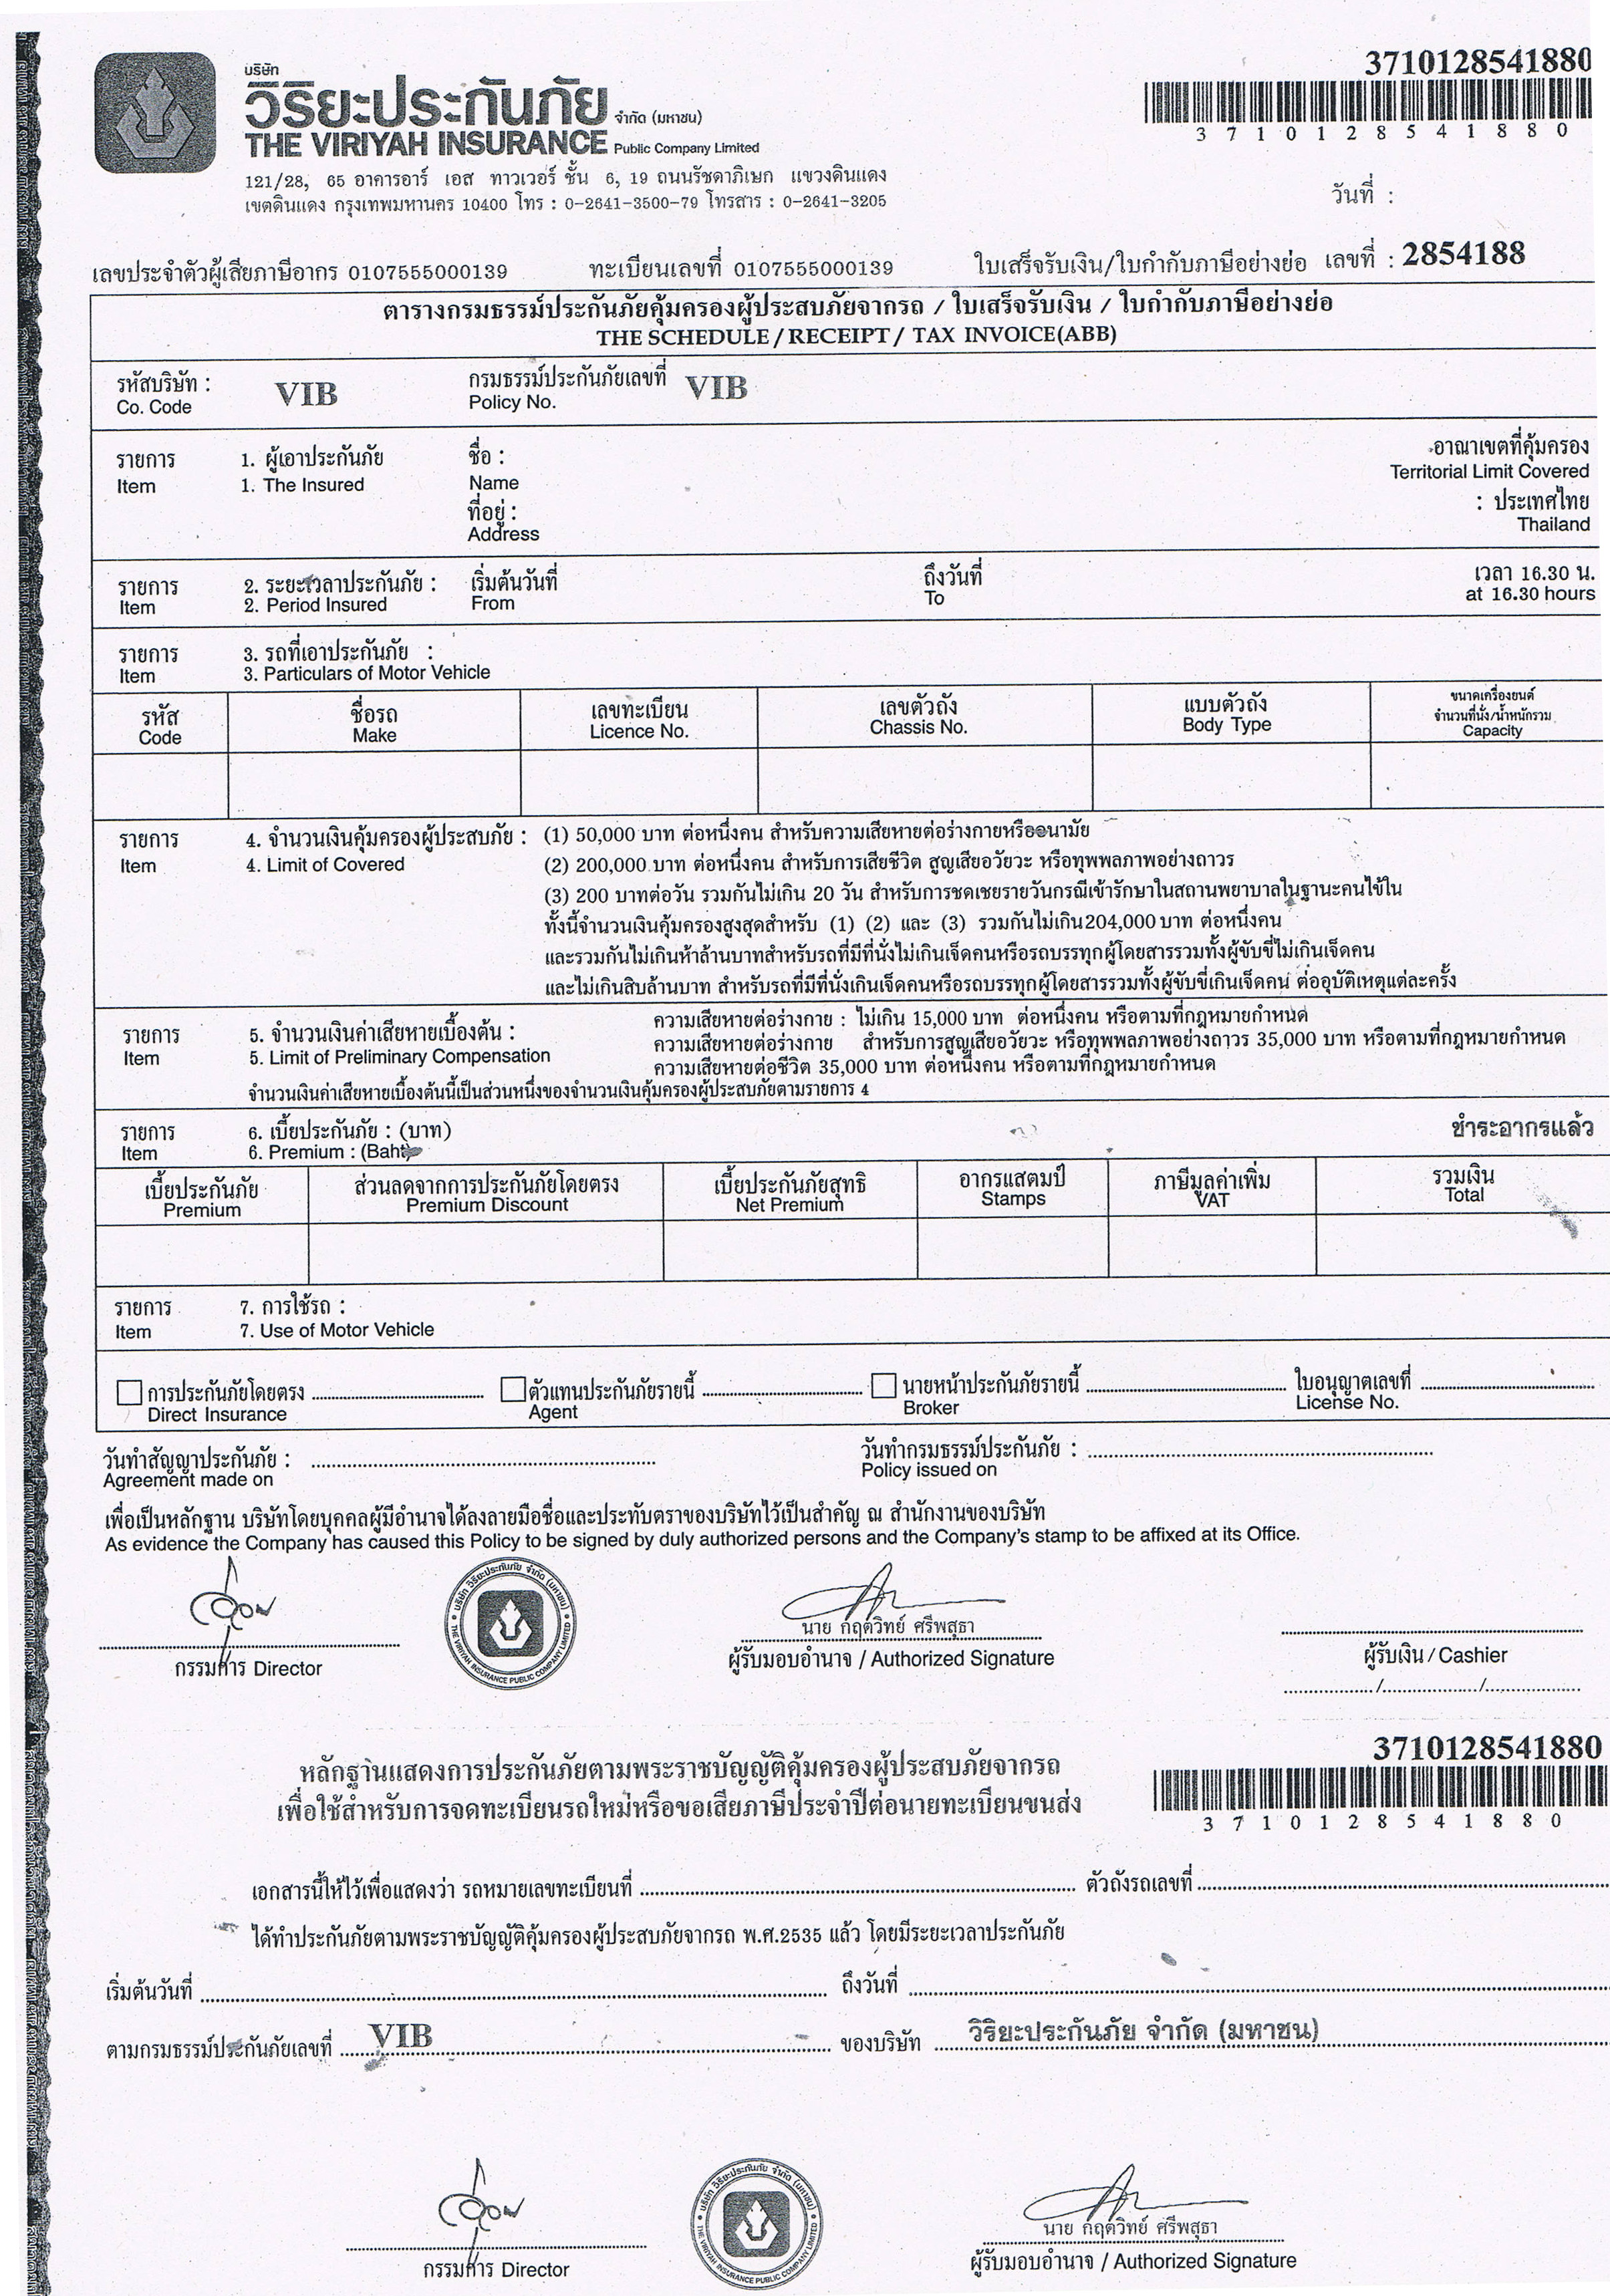 3710128541880
3 7 1 0 1 2 8 5 4 1 8 8 0
บริษัท
วิริยะประกันภัย จำกัด (มหาชน)
THE VIRIYAH INSURANCE Public Company Limited
121/28, 65 อาคารอาร์ เอส ทาวเวอร์ ชั้น 6, 19 ถนนรัชดาภิเษก แขวงดินแดง
เขตดินแดง กรุงเทพมหานคร 10400 โทร : 0-2641-3500-79 โทรสาร : 0-2641-3205
วันที่ :
เลขประจำตัวผู้เสียภาษีอากร 0107555000139 ทะเบียนเลขที่ 0107555000139 ใบเสร็จรับเงิน/ใบกำกับภาษีอย่างย่อ เลขที่ : 2854188
ตารางกรมธรรม์ประกันภัยคุ้มครองผู้ประสบภัยจากรถ / ใบเสร็จรับเงิน / ใบกำกับภาษีอย่างย่อ
THE SCHEDULE / RECEIPT / TAX INVOICE(ABB)
รหัสบริษัท : VIB กรมธรรม์ประกันภัยเลขที่ VIB
Co. Code Policy No.
รายการ 1. ผู้เอาประกันภัย ชื่อ : อาณาเขตที่คุ้มครอง
Item 1. The Insured Name Territorial Limit Covered
ที่อยู่ : : ประเทศไทย
Address Thailand
รายการ 2. ระยะเวลาประกันภัย : เริ่มต้นวันที่ ถึงวันที่ เวลา 16.30 น.
Item 2. Period Insured From To at 16.30 hours
รายการ 3. รถที่เอาประกันภัย :
Item 3. Particulars of Motor Vehicle
รหัส ชื่อรถ เลขทะเบียน เลขตัวถัง แบบตัวถัง ขนาดเครื่องยนต์
จำนวนที่นั่ง/น้ำหนักรวม
Code Make Licence No. Chassis No. Body Type Capacity
รายการ 4. จำนวนเงินคุ้มครองผู้ประสบภัย : (1) 50,000 บาท ต่อหนึ่งคน สำหรับความเสียหายต่อร่างกายหรืออนามัย
Item 4. Limit of Covered (2) 200,000 บาท ต่อหนึ่งคน สำหรับการเสียชีวิต สูญเสียอวัยวะ หรือทุพพลภาพอย่างถาวร
(3) 200 บาทต่อวัน รวมกันไม่เกิน 20 วัน สำหรับการชดเชยรายวันกรณีเข้ารักษาในสถานพยาบาลในฐานะคนไข้ใน
ทั้งนี้จำนวนเงินคุ้มครองสูงสุดสำหรับ (1) (2) และ (3) รวมกันไม่เกิน204,000 บาท ต่อหนึ่งคน
และรวมกันไม่เกินห้าล้านบาทสำหรับรถที่มีที่นั่งไม่เกินเจ็ดคนหรือรถบรรทุกผู้โดยสารรวมทั้งผู้ขับขี่ไม่เกินเจ็ดคน
และไม่เกินสิบล้านบาท สำหรับรถที่มีที่นั่งเกินเจ็ดคนหรือรถบรรทุกผู้โดยสารรวมทั้งผู้ขับขี่เกินเจ็ดคน ต่ออุบัติเหตุแต่ละครั้ง
รายการ 5. จำนวนเงินค่าเสียหายเบื้องต้น : ความเสียหายต่อร่างกาย : ไม่เกิน 15,000 บาท ต่อหนึ่งคน หรือตามที่กฎหมายกำหนด
Item 5. Limit of Preliminary Compensation ความเสียหายต่อร่างกาย สำหรับการสูญเสียอวัยวะ หรือทุพพลภาพอย่างถาวร 35,000 บาท หรือตามที่กฎหมายกำหนด
ความเสียหายต่อชีวิต 35,000 บาท ต่อหนึ่งคน หรือตามที่กฎหมายกำหนด
จำนวนเงินค่าเสียหายเบื้องต้นนี้เป็นส่วนหนึ่งของจำนวนเงินคุ้มครองผู้ประสบภัยตามรายการ 4
รายการ 6. เบี้ยประกันภัย : (บาท) ชำระอากรแล้ว
Item 6. Premium : (Baht)
เบี้ยประกันภัย ส่วนลดจากการประกันภัยโดยตรง เบี้ยประกันภัยสุทธิ อากรแสตมป์ ภาษีมูลค่าเพิ่ม รวมเงิน
Premium Premium Discount Net Premium Stamps VAT Total
รายการ 7. การใช้รถ :
Item 7. Use of Motor Vehicle
การประกันภัยโดยตรง ตัวแทนประกันภัยรายนี้ นายหน้าประกันภัยรายนี้ ใบอนุญาตเลขที่
Direct Insurance Agent Broker License No.
วันทำสัญญาประกันภัย : วันทำกรมธรรม์ประกันภัย :
Agreement made on Policy issued on
เพื่อเป็นหลักฐาน บริษัทโดยบุคคลผู้มีอำนาจได้ลงลายมือชื่อและประทับตราของบริษัทไว้เป็นสำคัญ ณ สำนักงานของบริษัท
As evidence the Company has caused this Policy to be signed by duly authorized persons and the Company's stamp to be affixed at its Office.
บริษัท วิริยะประกันภัย จำกัด (มหาชน)
THE VIRIYAH INSURANCE PUBLIC COMPANY LIMITED
นาย กฤตวิทย์ ศรีพสุธา
กรรมการ Director ผู้รับมอบอำนาจ / Authorized Signature ผู้รับเงิน / Cashier
3710128541880
3 7 1 0 1 2 8 5 4 1 8 8 0
หลักฐานแสดงการประกันภัยตามพระราชบัญญัติคุ้มครองผู้ประสบภัยจากรถ
เพื่อใช้สำหรับการจดทะเบียนรถใหม่หรือขอเสียภาษีประจำปีต่อนายทะเบียนขนส่ง
เอกสารนี้ให้ไว้เพื่อแสดงว่า รถหมายเลขทะเบียนที่ ตัวถังรถเลขที่
ได้ทำประกันภัยตามพระราชบัญญัติคุ้มครองผู้ประสบภัยจากรถ พ.ศ.2535 แล้ว โดยมีระยะเวลาประกันภัย
เริ่มต้นวันที่ ถึงวันที่
ตามกรมธรรม์ประกันภัยเลขที่ VIB ของบริษัท วิริยะประกันภัย จำกัด (มหาชน)
บริษัท วิริยะประกันภัย จำกัด (มหาชน)
THE VIRIYAH INSURANCE PUBLIC COMPANY LIMITED
นาย กฤตวิทย์ ศรีพสุธา
กรรมการ Director ผู้รับมอบอำนาจ / Authorized Signature